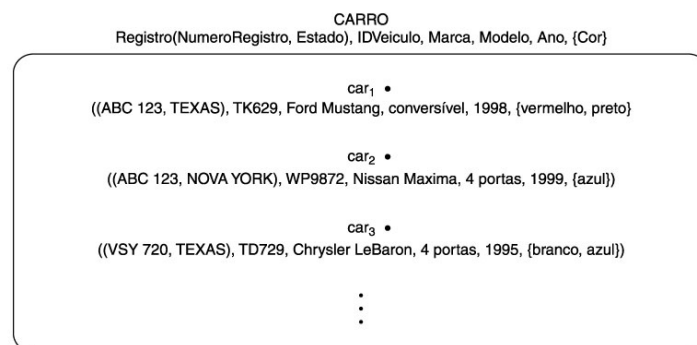 CARRO
Registro(NumeroRegistro, Estado), IDVeiculo, Marca, Modelo, Ano, {Cor}
car₁ •
((ABC 123, TEXAS), TK629, Ford Mustang, conversível, 1998, {vermelho, preto}
car₂ •
((ABC 123, NOVA YORK), WP9872, Nissan Maxima, 4 portas, 1999, {azul})
car₃ •
((VSY 720, TEXAS), TD729, Chrysler LeBaron, 4 portas, 1995, {branco, azul})